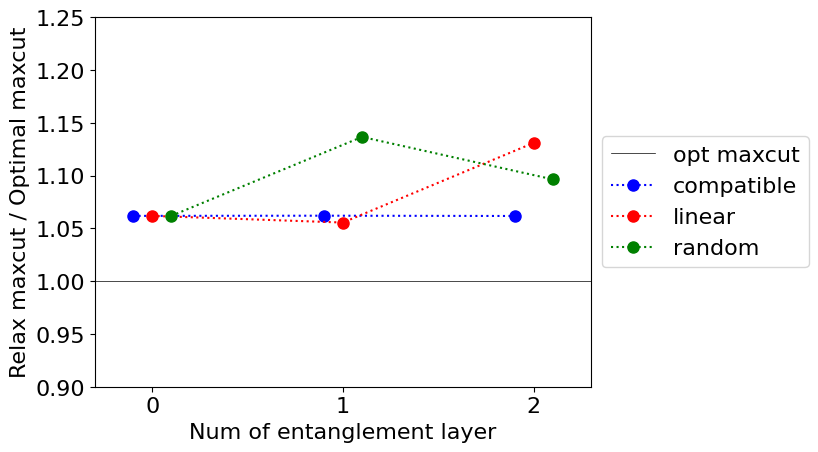 Relax maxcut / Optimal maxcut
1.25
1.20
1.15
1.10
1.05
1.00
0.95
0.90
0
1
2
Num of entanglement layer
opt maxcut
compatible
linear
random